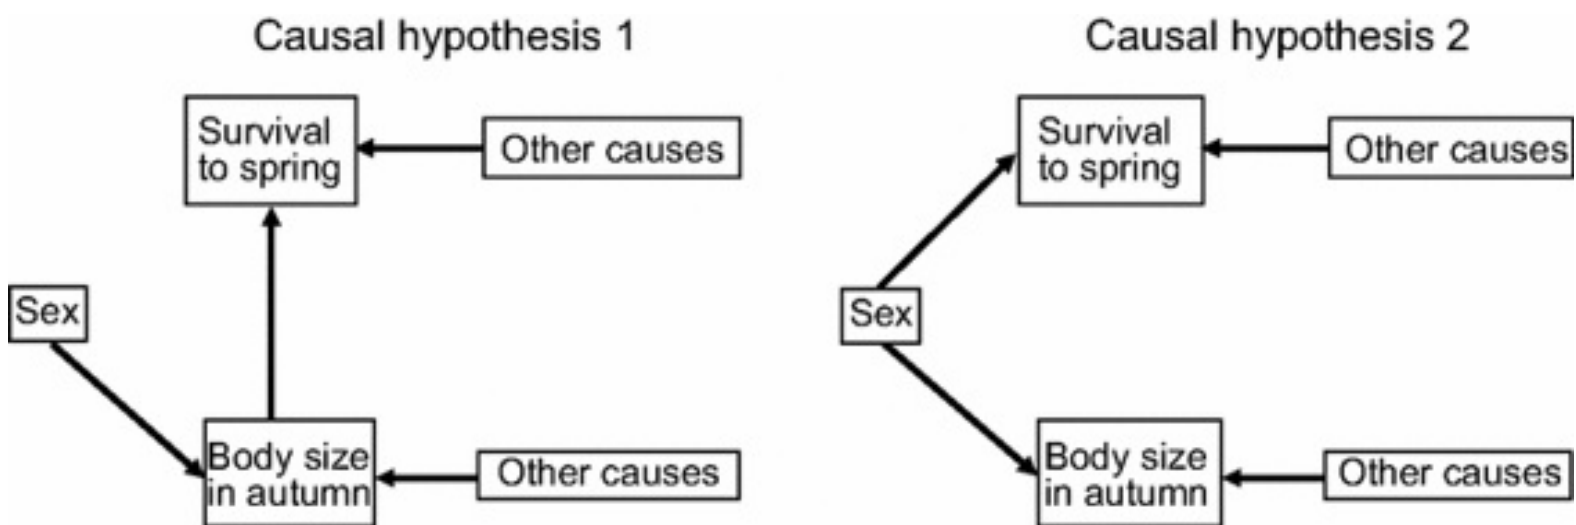 Causal hypothesis 1
Survival
to spring
Other causes
Sex
Body size
in autumn
Other causes
Causal hypothesis 2
Survival
to spring
Other causes
Sex
Body size
in autumn
Other causes